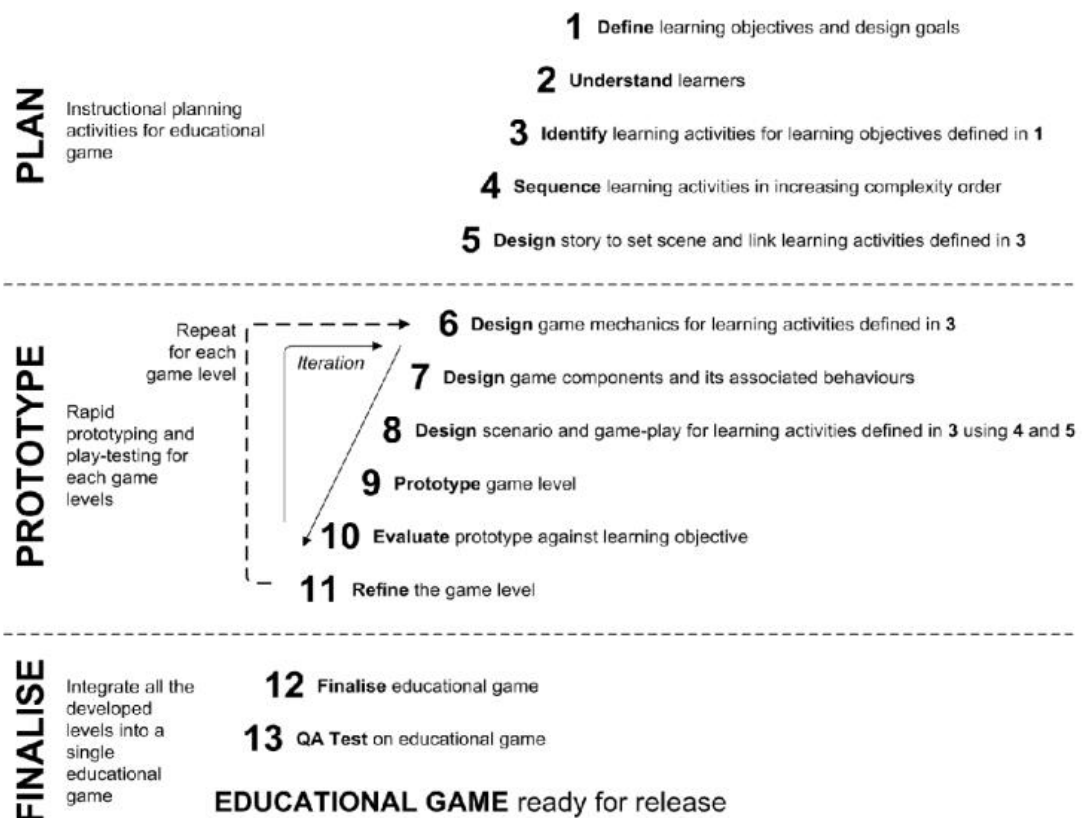 PLAN
Instructional planning
activities for educational
game
1 Define learning objectives and design goals
2 Understand learners
3 Identify learning activities for learning objectives defined in 1
4 Sequence learning activities in increasing complexity order
5 Design story to set scene and link learning activities defined in 3
PROTOTYPE
Rapid
prototyping and
play-testing for
each game
levels
Repeat
for each
game level
Iteration
6 Design game mechanics for learning activities defined in 3
7 Design game components and its associated behaviours
8 Design scenario and game-play for learning activities defined in 3 using 4 and 5
9 Prototype game level
10 Evaluate prototype against learning objective
11 Refine the game level
FINALISE
Integrate all the
developed
levels into a
single
educational
game
12 Finalise educational game
13 QA Test on educational game
EDUCATIONAL GAME ready for release